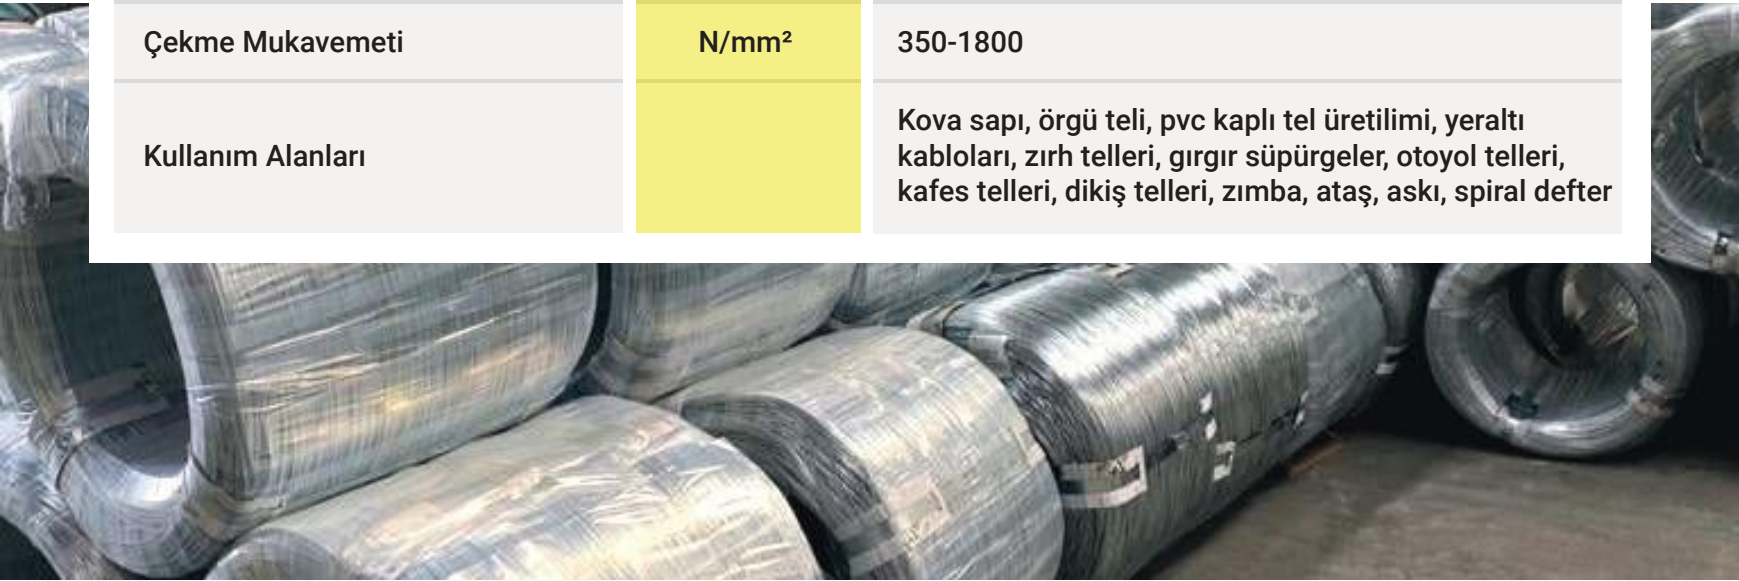 Çekme Mukavemeti
N/mm²
350-1800
Kullanım Alanları
Kova sapı, örgü teli, pvc kaplı tel üretilimi, yeraltı
kabloları, zırh telleri, gırgır süpürgeler, otoyol telleri,
kafes telleri, dikiş telleri, zımba, ataş, askı, spiral defter